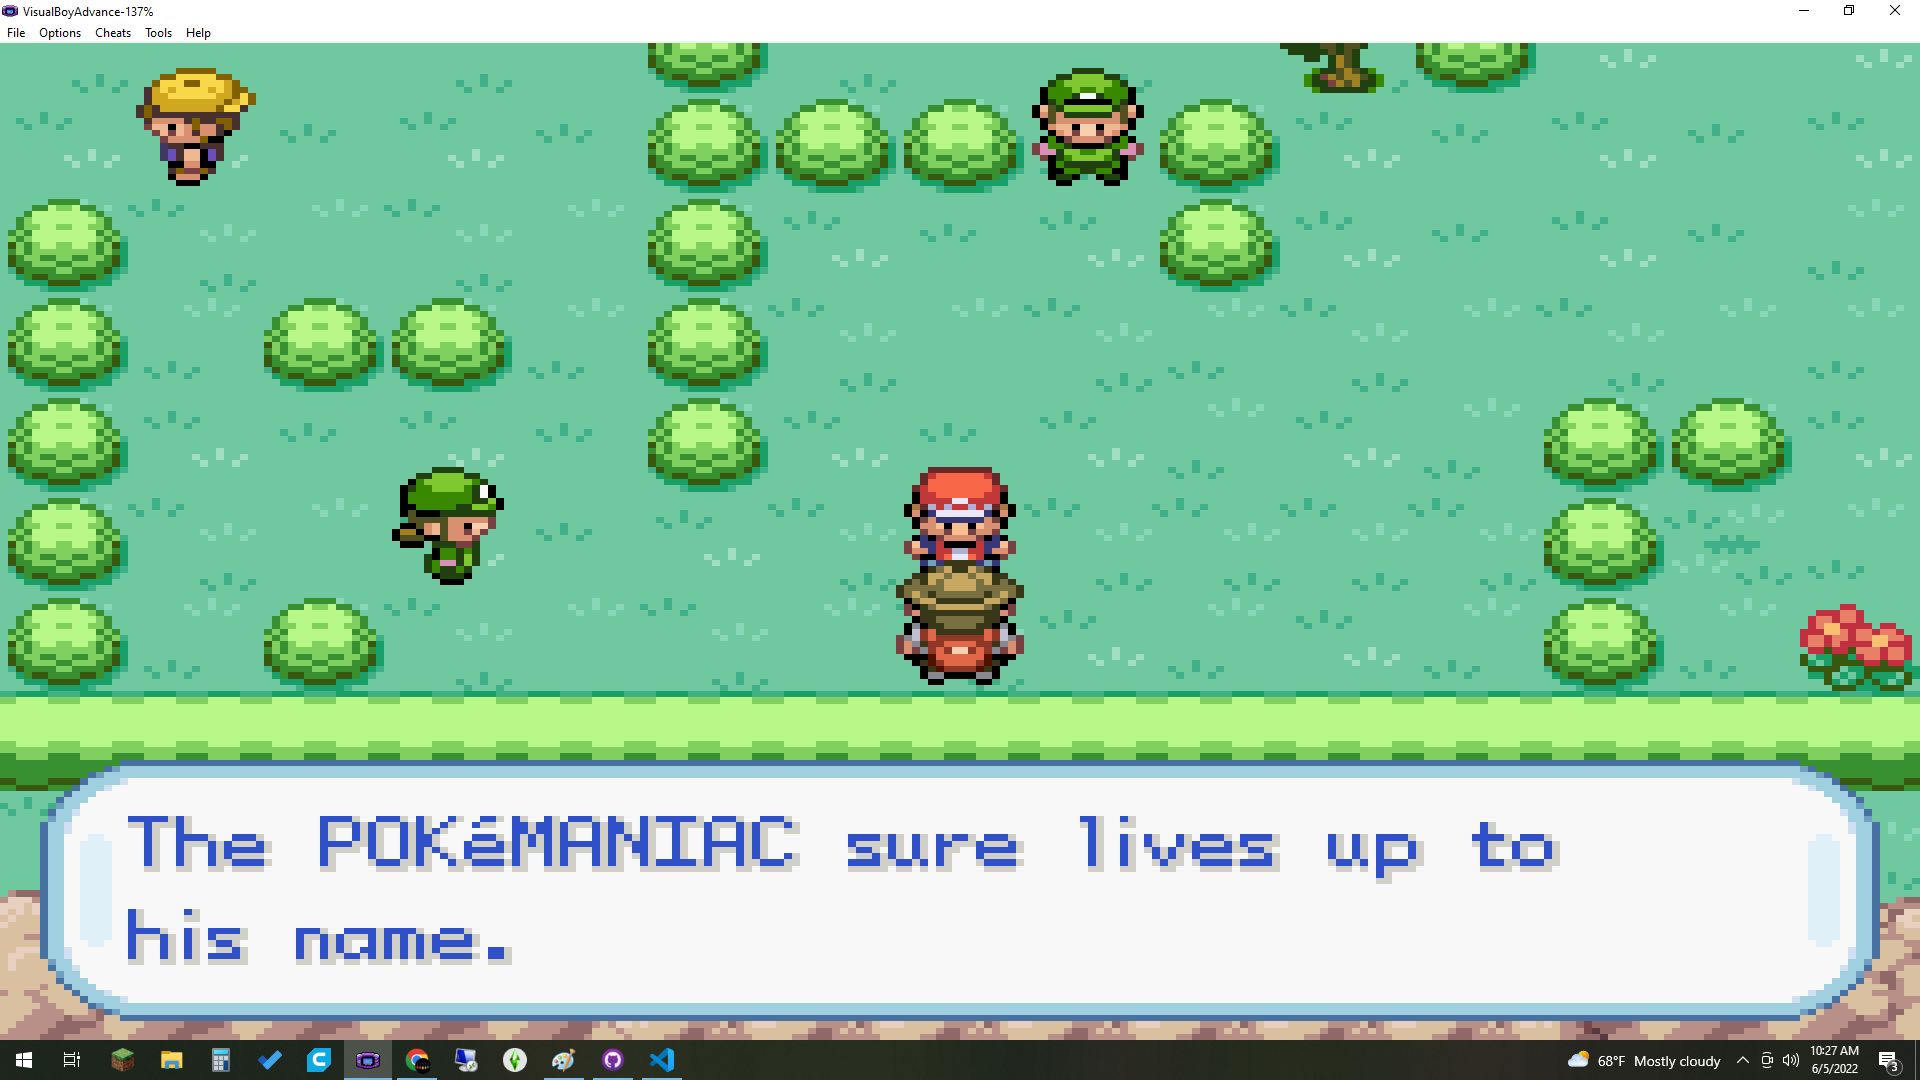 VisualBoyAdvance-137%
File Options Cheats Tools Help
The POKéMANIAC sure lives up to
his name.
68°F Mostly cloudy
10:27 AM
6/5/2022
3